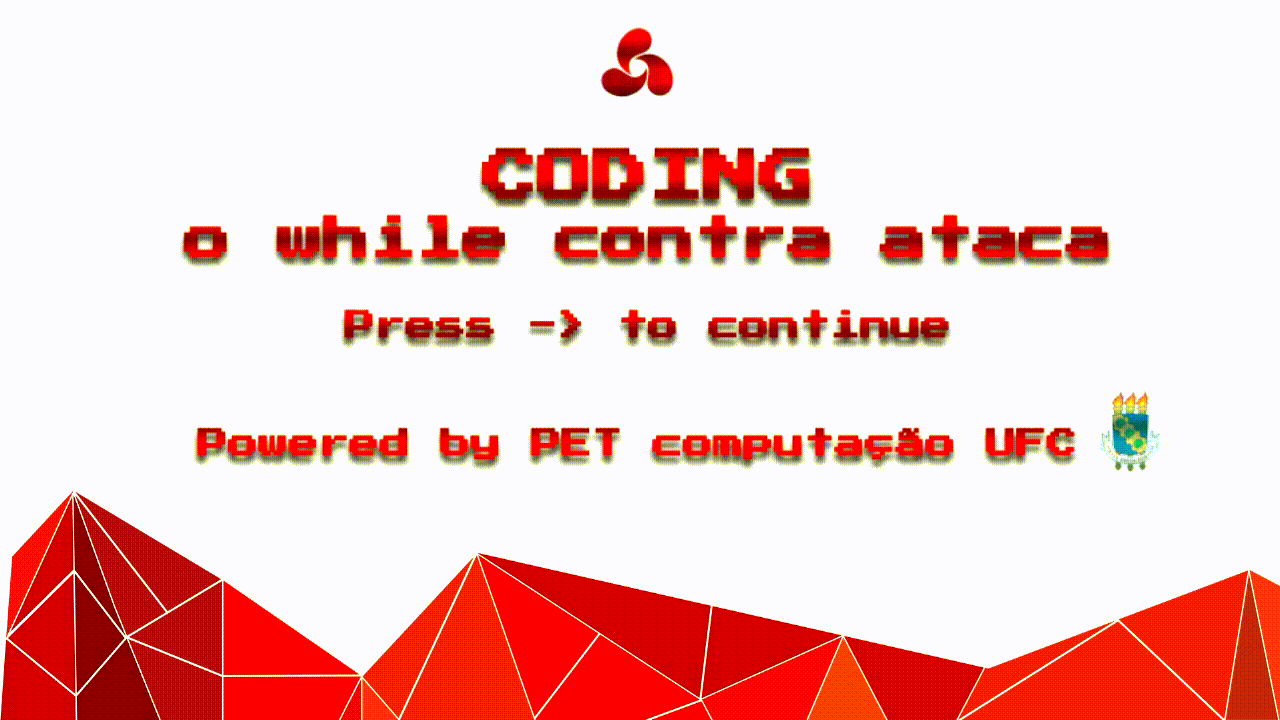 CODING
o while contra ataca
Press -> to continue
Powered by PET computação UFC